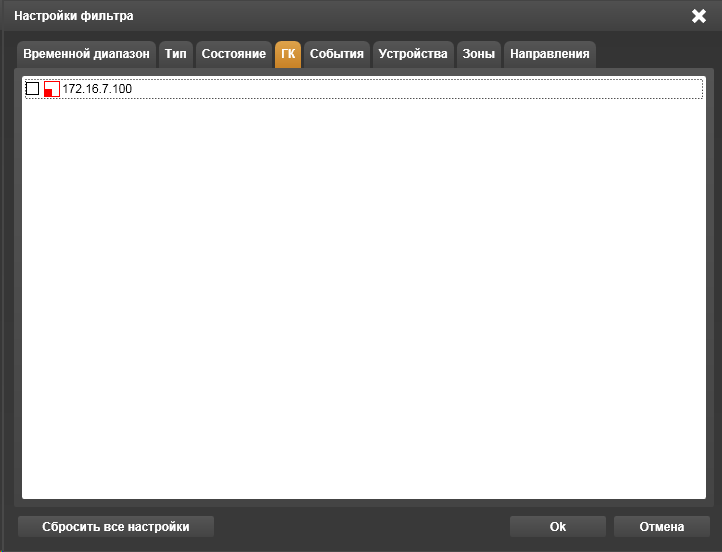 Настройки фильтра
Временной диапазон Тип Состояние ГК События Устройства Зоны Направления
172.16.7.100
Сбросить все настройки Ok Отмена